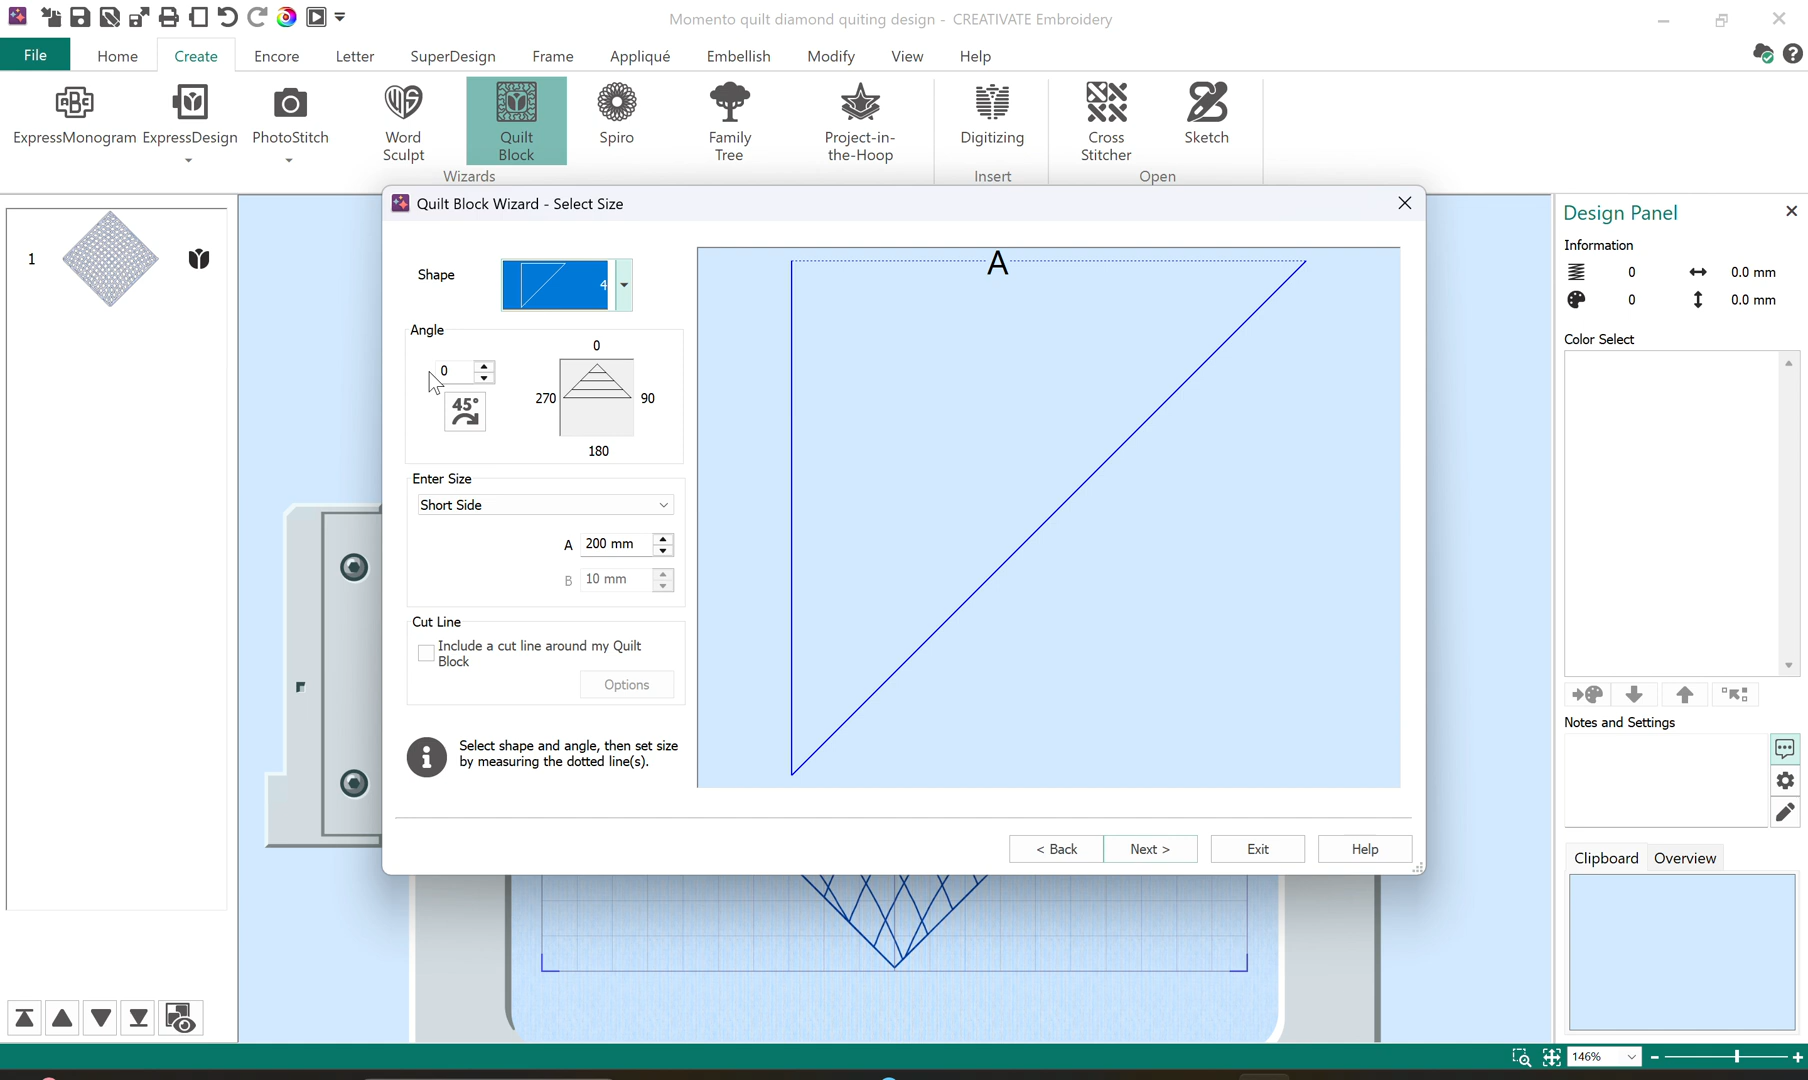 Momento quilt diamond quiting design - CREATIVATE Embroidery
File Home Create Encore Letter SuperDesign Frame Appliqué Embellish Modify View Help
ExpressMonogram
ExpressDesign
PhotoStitch
Word
Sculpt
Quilt
Block
Spiro
Family
Tree
Project-in-
the-Hoop
Digitizing
Cross
Stitcher
Sketch
Wizards
Insert
Open
1
Quilt Block Wizard - Select Size
Shape
4
Angle
0
45°
0
270
90
180
Enter Size
Short Side
A 200 mm
B 10 mm
Cut Line
Include a cut line around my Quilt
Block
Options
Select shape and angle, then set size
by measuring the dotted line(s).
A
< Back
Next >
Exit
Help
Design Panel
Information
0
0.0 mm
0
0.0 mm
Color Select
Notes and Settings
Clipboard
Overview
146%